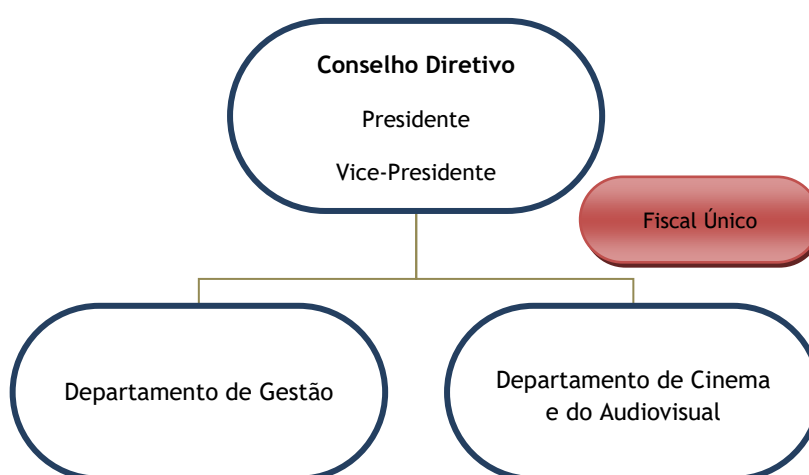 Conselho Diretivo
Presidente
Vice-Presidente
Fiscal Único
Departamento de Gestão
Departamento de Cinema
e do Audiovisual